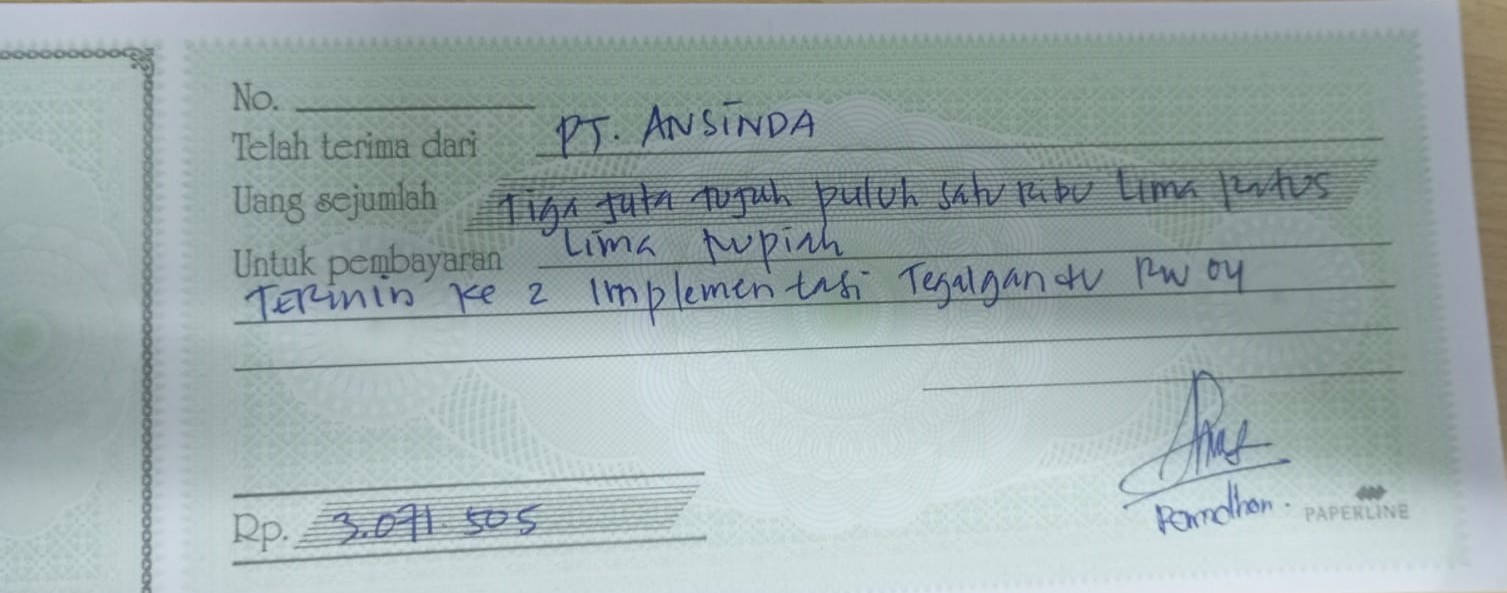 No.
Telah terima dari PT. ANSINDA
Uang sejumlah Tiga juta tujuh puluh satu ribu Lima ratus
Lima rupiah
Untuk pembayaran
TERMIN ke 2 Implementasi Tegalgandu RW 04
Rp. 3.071.505
Ramdhon.
PAPERLINE